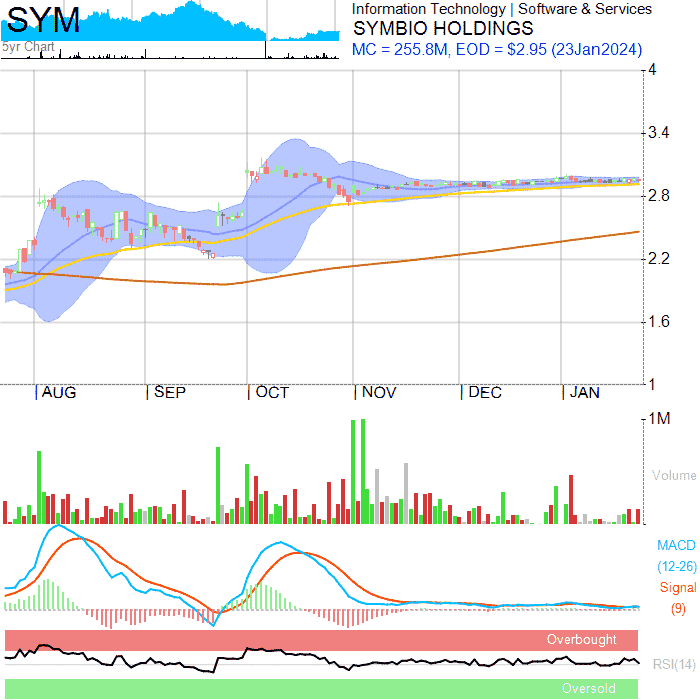 SYM
5yr Chart
Information Technology | Software & Services
SYMBIO HOLDINGS
MC = 255.8M, EOD = $2.95 (23Jan2024)
4
3.4
2.8
2.2
1.6
1
| AUG | SEP | OCT | NOV | DEC | JAN
1M
Volume
MACD
(12-26)
Signal
(9)
Overbought
RSI(14)
Oversold